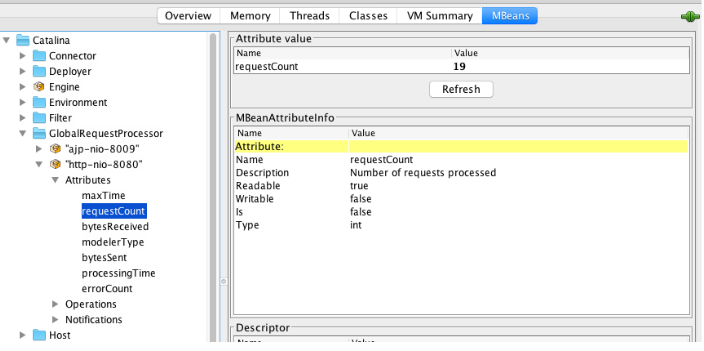 Overview Memory Threads Classes VM Summary MBeans
Catalina
Connector
Deployer
Engine
Environment
Filter
GlobalRequestProcessor
"ajp-nio-8009"
"http-nio-8080"
Attributes
maxTime
requestCount
bytesReceived
modelerType
bytesSent
processingTime
errorCount
Operations
Notifications
Host
Attribute value
Name Value
requestCount 19
Refresh
MBeanAttributeInfo
Name Value
Attribute:
Name requestCount
Description Number of requests processed
Readable true
Writable false
Is false
Type int
Descriptor
Name Value